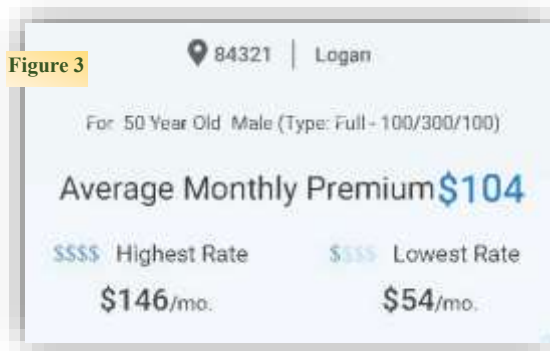 84321 | Logan
Figure 3
For 50 Year Old Male (Type: Full - 100/300/100)
Average Monthly Premium $104
$$$$ Highest Rate
$$$$ Lowest Rate
$146/mo.
$54/mo.